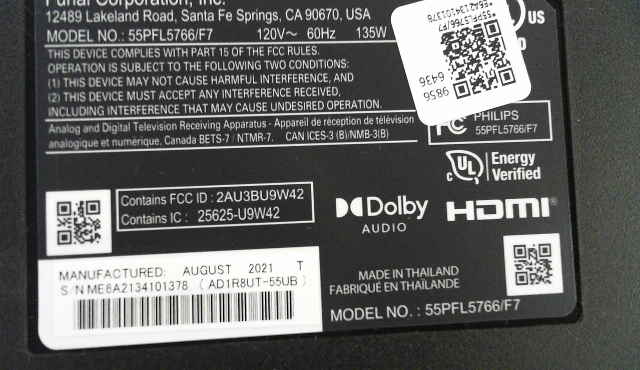 Funai Corporation, Inc.
12489 Lakeland Road, Santa Fe Springs, CA 90670, USA
MODEL NO.: 55PFL5766/F7 120V～ 60Hz 135W
THIS DEVICE COMPLIES WITH PART 15 OF THE FCC RULES.
OPERATION IS SUBJECT TO THE FOLLOWING TWO CONDITIONS:
(1) THIS DEVICE MAY NOT CAUSE HARMFUL INTERFERENCE, AND
(2) THIS DEVICE MUST ACCEPT ANY INTERFERENCE RECEIVED,
INCLUDING INTERFERENCE THAT MAY CAUSE UNDESIRED OPERATION.
Analog and Digital Television Receiving Apparatus - Appareil de réception de télévision
analogique et numérique, Canada BETS-7 / NTMR-7. CAN ICES-3 (B)/NMB-3(B)
*55PFL5766/F7
*ME6A2134101378
9856
6436
US
FC PHILIPS
55PFL5766/F7
c UL Energy
Verified
Contains FCC ID : 2AU3BU9W42
Contains IC : 25625-U9W42
Dolby
AUDIO
HDMI®
MANUFACTURED: AUGUST 2021 T
S/N ME6A2134101378 ( AD1R8UT-55UB )
MADE IN THAILAND
FABRIQUÉ EN THAÏLANDE
MODEL NO. : 55PFL5766/F7